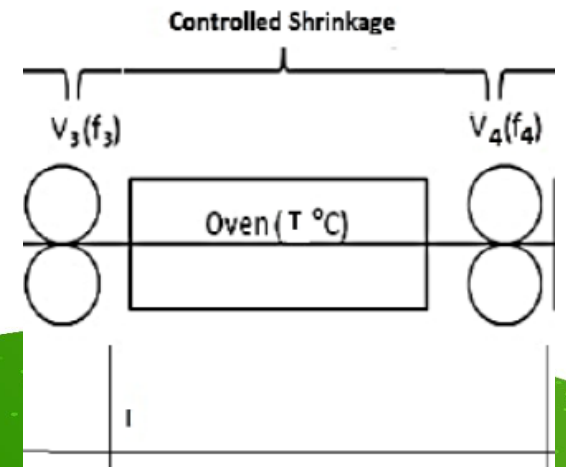 Controlled Shrinkage
V₃(f₃) V₄(f₄)
Oven ( T °C)
l